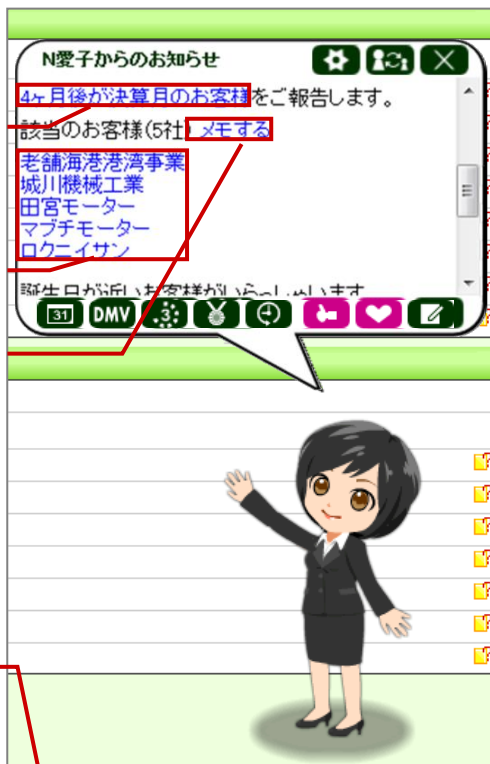 N愛子からのお知らせ
4ヶ月後が決算月のお客様をご報告します。
該当のお客様(5社) メモする
老舗海港港湾事業
城川機械工業
田宮モーター
マブチモーター
ロクニイサン
誕生日が近いお客様がいらっしゃいます
31 DMV 3